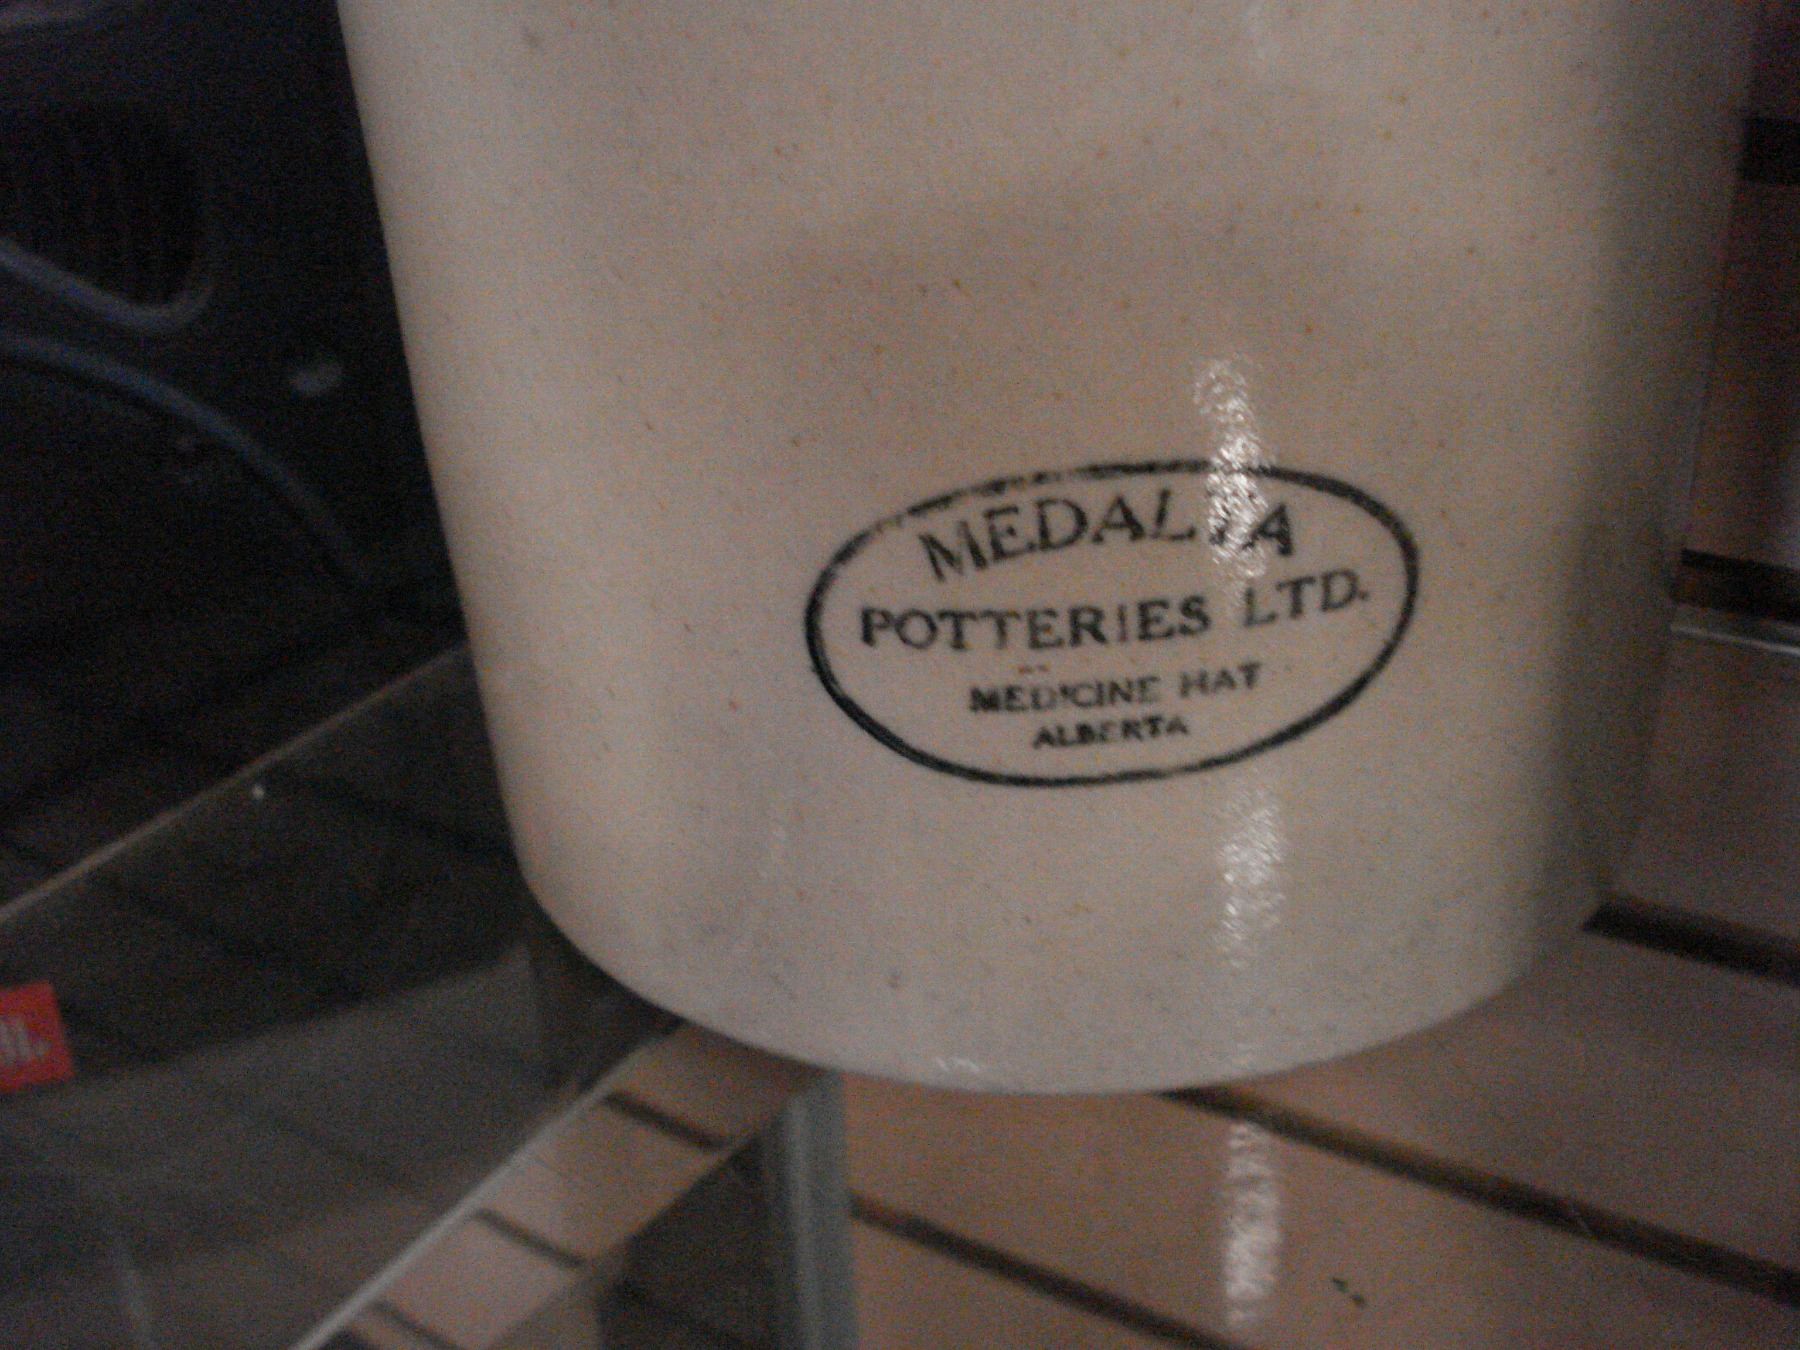 MEDALTA
POTTERIES LTD.
MEDICINE HAT
ALBERTA